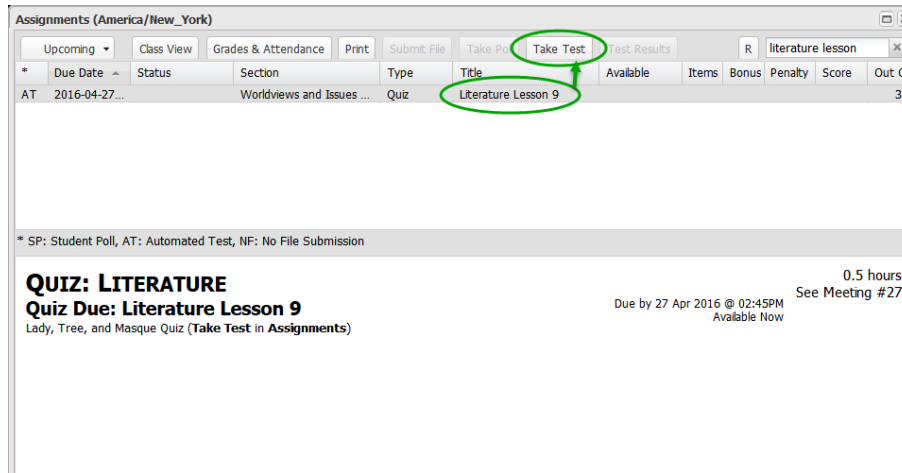 Assignments (America/New_York)
Upcoming Class View Grades & Attendance Print Submit File Take Take Test Test Results R literature lesson
* Due Date Status Section Type Title Available Items Bonus Penalty Score Out
AT 2016-04-27... Worldviews and Issues ... Quiz Literature Lesson 9 3
* SP: Student Poll, AT: Automated Test, NF: No File Submission
QUIZ: LITERATURE
0.5 hours
Quiz Due: Literature Lesson 9
See Meeting #27
Due by 27 Apr 2016 @ 02:45PM
Available Now
Lady, Tree, and Masque Quiz (Take Test in Assignments)